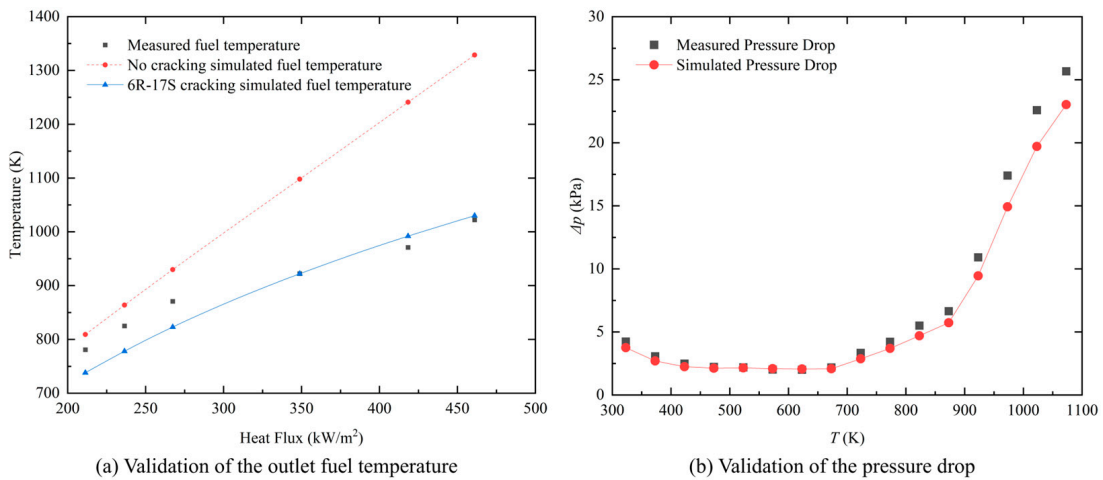 1400
1300
1200
1100
1000
900
800
700
200
250
300
350
400
450
500
Temperature (K)
Heat Flux (kW/m²)
Measured fuel temperature
No cracking simulated fuel temperature
6R-17S cracking simulated fuel temperature
(a) Validation of the outlet fuel temperature
30
25
20
15
10
5
0
300
400
500
600
700
800
900
1000
1100
Δp (kPa)
T (K)
Measured Pressure Drop
Simulated Pressure Drop
(b) Validation of the pressure drop